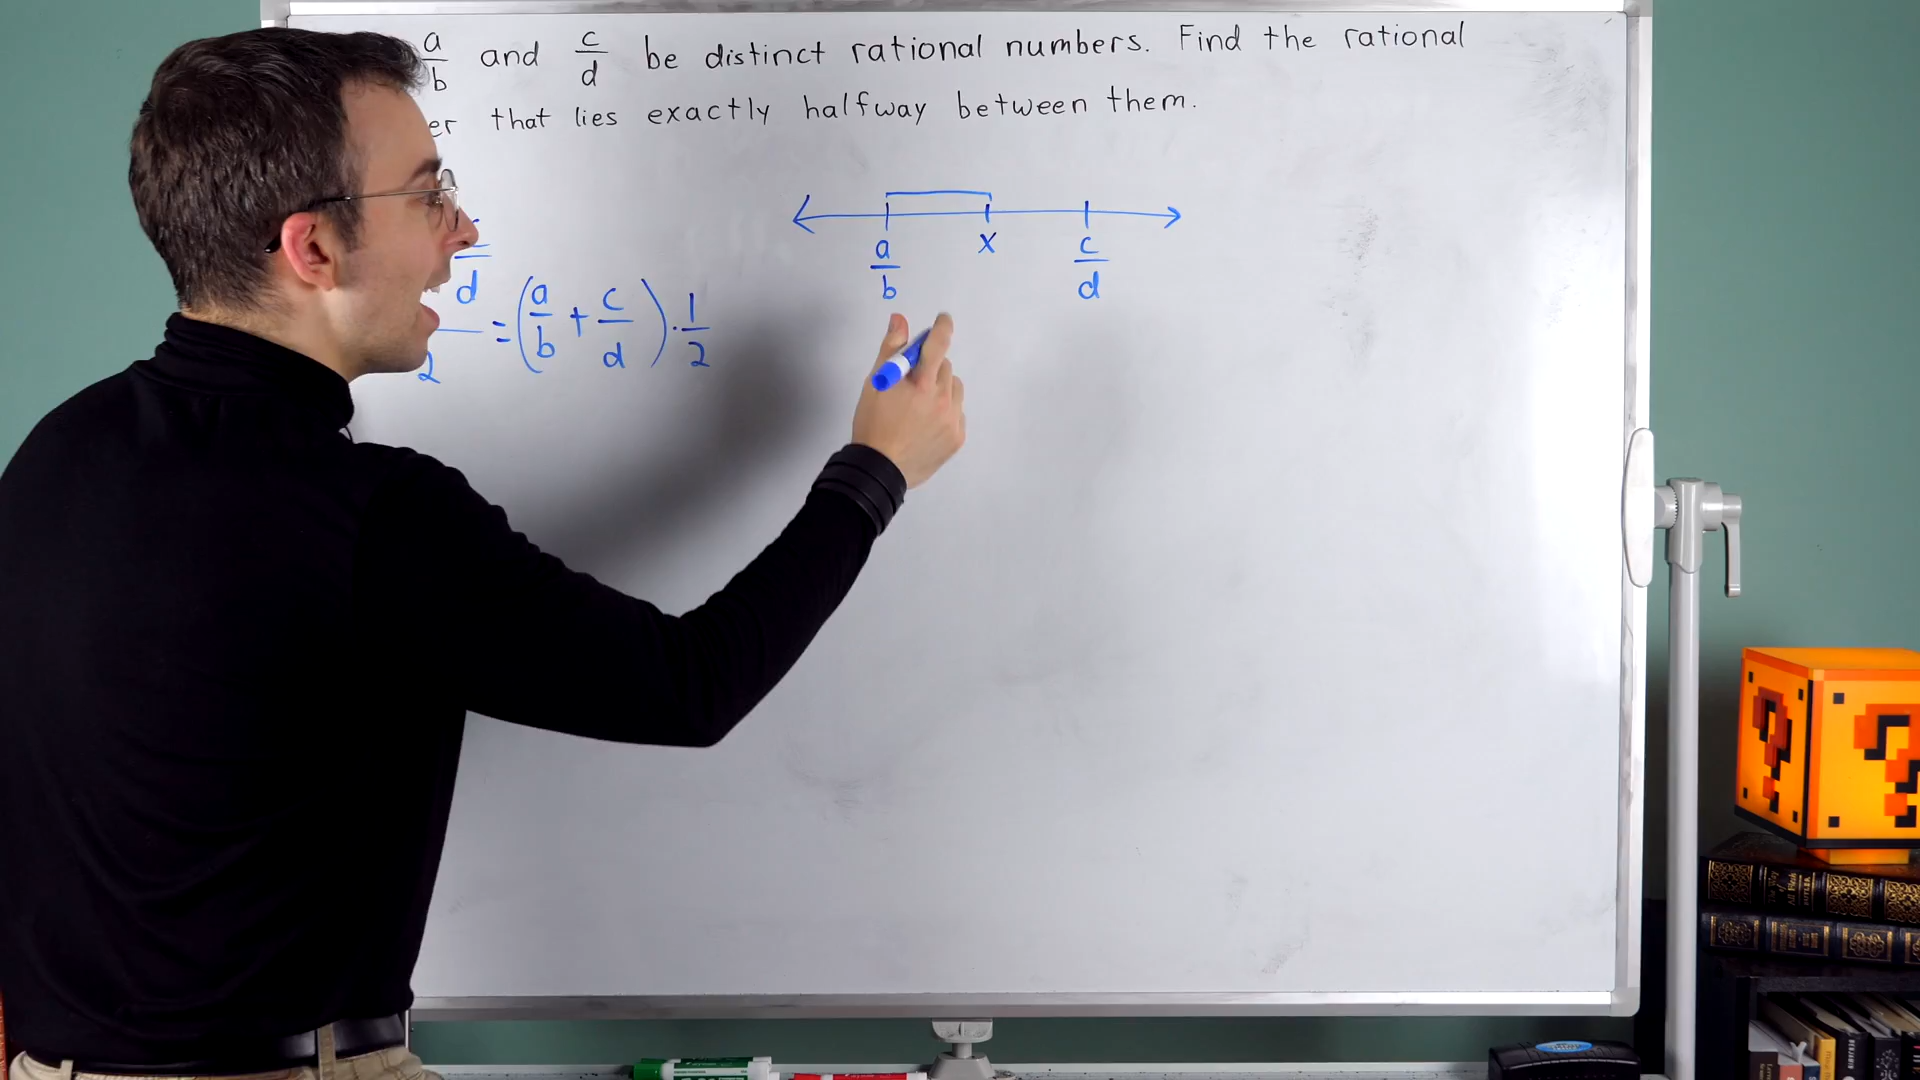 a/b and c/d be distinct rational numbers. Find the rational
er that lies exactly halfway between them.
a/b x c/d
d
2 = (a/b + c/d) · 1/2
? ?